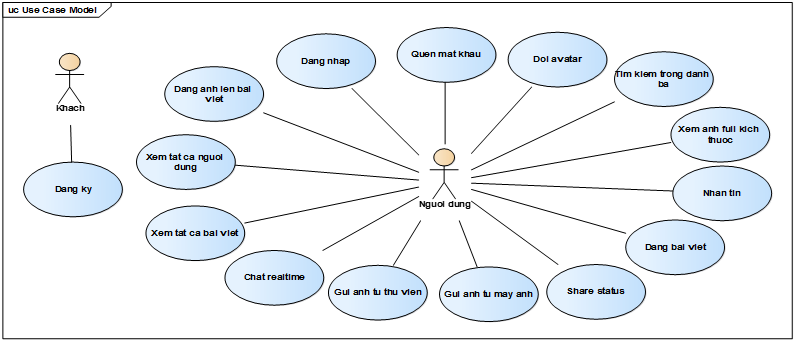 uc Use Case Model
Khach
Dang ky
Dang nhap
Quen mat khau
Doi avatar
Tim kiem trong danh
ba
Dang anh len bai
viet
Xem anh full kich
thuoc
Xem tat ca nguoi
dung
Nhan tin
Nguoi dung
Xem tat ca bai viet
Dang bai viet
Chat realtime
Gui anh tu thu vien
Gui anh tu may anh
Share status